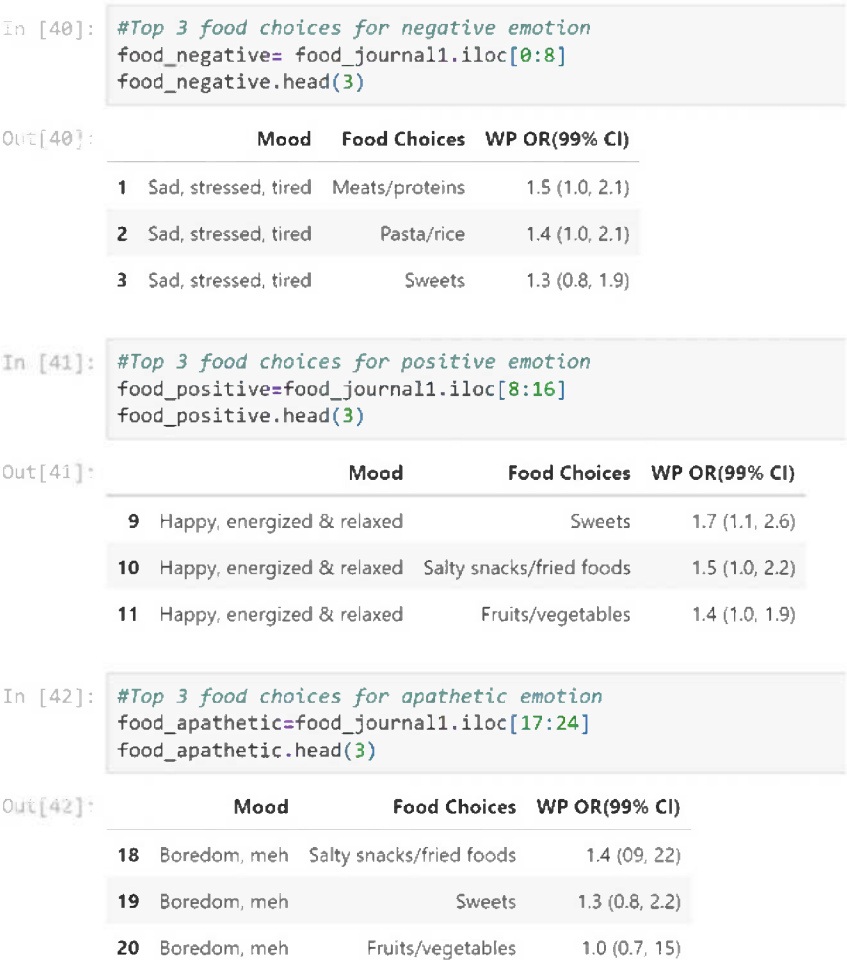 In [40]: #Top 3 food choices for negative emotion
food_negative= food_journal1.iloc[0:8]
food_negative.head(3)
Out[40]:
Mood Food Choices WP OR(99% CI)
1 Sad, stressed, tired Meats/proteins 1.5 (1.0, 2.1)
2 Sad, stressed, tired Pasta/rice 1.4 (1.0, 2.1)
3 Sad, stressed, tired Sweets 1.3 (0.8, 1.9)
In [41]: #Top 3 food choices for positive emotion
food_positive=food_journal1.iloc[8:16]
food_positive.head(3)
Out[41]:
Mood Food Choices WP OR(99% CI)
9 Happy, energized & relaxed Sweets 1.7 (1.1, 2.6)
10 Happy, energized & relaxed Salty snacks/fried foods 1.5 (1.0, 2.2)
11 Happy, energized & relaxed Fruits/vegetables 1.4 (1.0, 1.9)
In [42]: #Top 3 food choices for apathetic emotion
food_apathetic=food_journal1.iloc[17:24]
food_apathetic.head(3)
Out[42]:
Mood Food Choices WP OR(99% CI)
18 Boredom, meh Salty snacks/fried foods 1.4 (09, 22)
19 Boredom, meh Sweets 1.3 (0.8, 2.2)
20 Boredom, meh Fruits/vegetables 1.0 (0.7, 15)